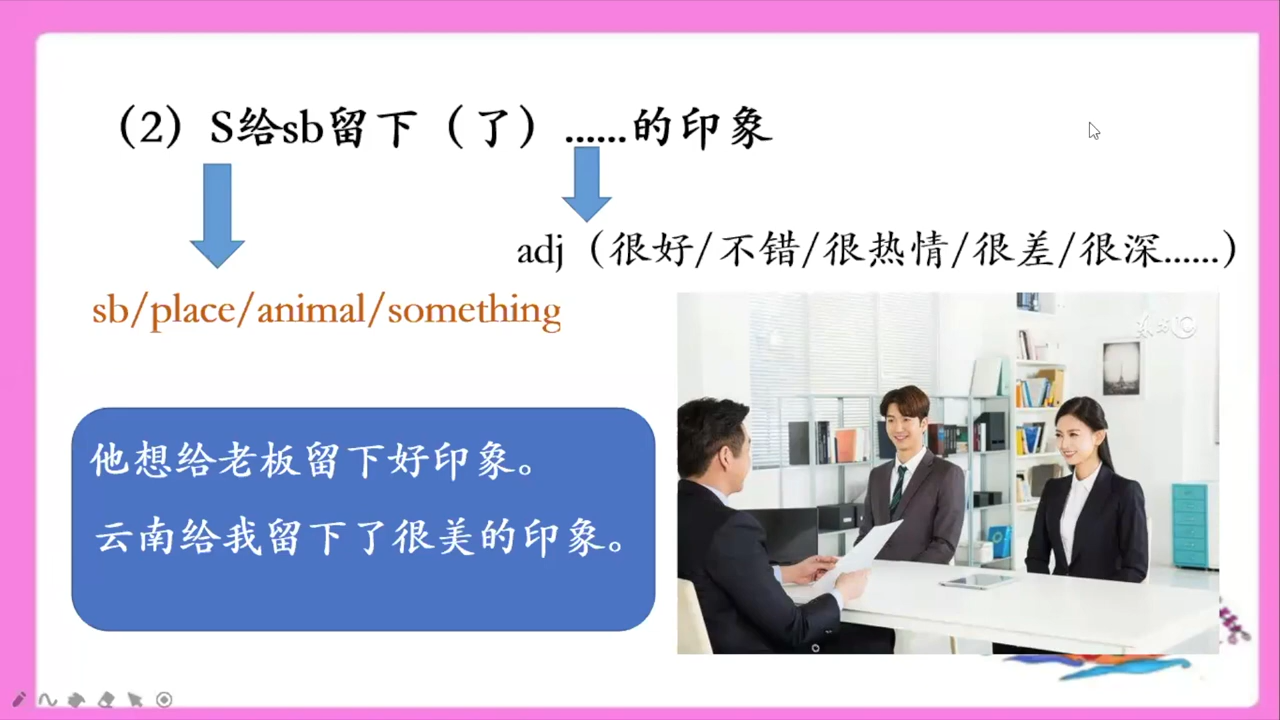 （2）S给sb留下（了）……的印象
adj（很好/不错/很热情/很差/很深……）
sb/place/animal/something
他想给老板留下好印象。
云南给我留下了很美的印象。